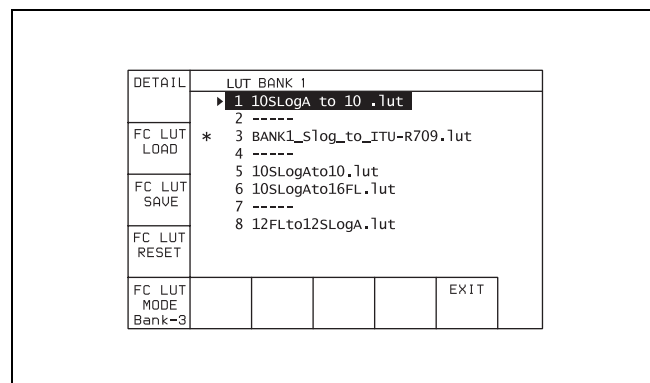 DETAIL
LUT BANK 1
1 10SLogA to 10 .lut
2 -----
FC LUT
LOAD
* 3 BANK1_Slog_to_ITU-R709.lut
4 -----
5 10SLogAto10.lut
FC LUT
SAVE
6 10SLogAto16FL.lut
7 -----
8 12FLto12SLogA.lut
FC LUT
RESET
FC LUT
MODE
Bank-3
EXIT